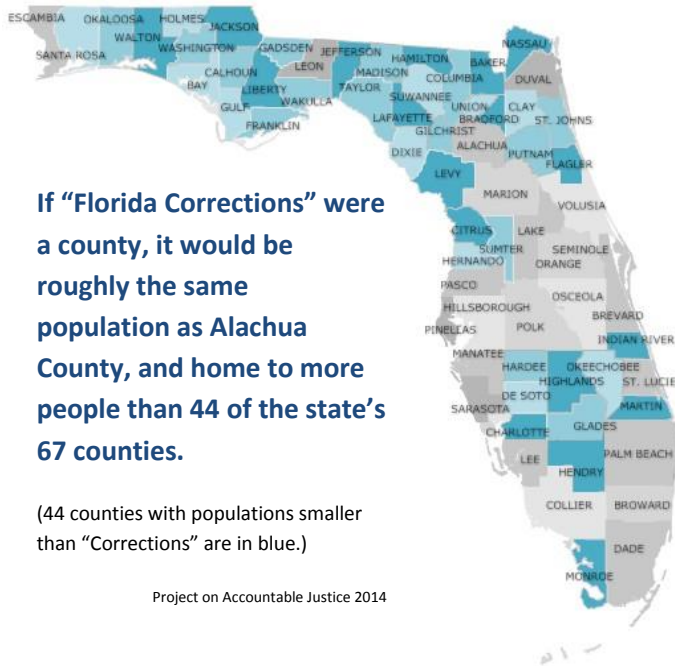 ESCAMBIA
OKALOOSA
HOLMES
JACKSON
SANTA ROSA
WALTON
WASHINGTON
GADSDEN
JEFFERSON
HAMILTON
NASSAU
BAKER
LEON
MADISON
COLUMBIA
DUVAL
CALHOUN
BAY
LIBERTY
WAKULLA
TAYLOR
SUWANNEE
UNION
CLAY
GULF
LAFAYETTE
BRADFORD
ST. JOHNS
FRANKLIN
GILCHRIST
ALACHUA
DIXIE
PUTNAM
FLAGLER
LEVY
MARION
VOLUSIA
CITRUS
LAKE
SUMTER
SEMINOLE
HERNANDO
ORANGE
PASCO
OSCEOLA
HILLSBOROUGH
BREVARD
PINELLAS
POLK
INDIAN RIVER
MANATEE
HARDEE
OKEECHOBEE
HIGHLANDS
ST. LUCIE
DE SOTO
SARASOTA
MARTIN
CHARLOTTE
GLADES
LEE
PALM BEACH
HENDRY
COLLIER
BROWARD
DADE
MONROE
If “Florida Corrections” were
a county, it would be
roughly the same
population as Alachua
County, and home to more
people than 44 of the state’s
67 counties.
(44 counties with populations smaller
than “Corrections” are in blue.)
Project on Accountable Justice 2014